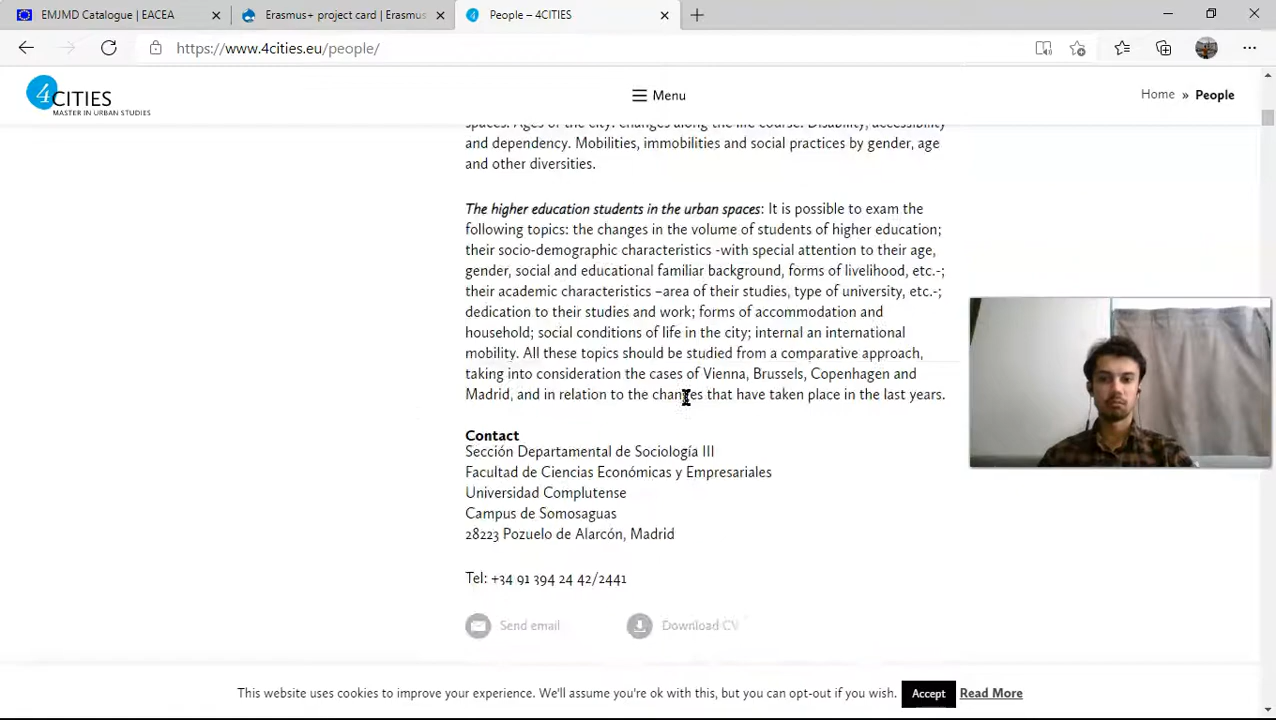 EMJMD Catalogue | EACEA
Erasmus+ project card | Erasmus
People – 4CITIES
https://www.4cities.eu/people/
4CITIES
MASTER IN URBAN STUDIES
Menu
Home » People
spaces. Ages of the city: changes along the life course. Disability, accessibility
and dependency. Mobilities, immobilities and social practices by gender, age
and other diversities.
The higher education students in the urban spaces: It is possible to exam the
following topics: the changes in the volume of students of higher education;
their socio-demographic characteristics -with special attention to their age,
gender, social and educational familiar background, forms of livelihood, etc.-;
their academic characteristics –area of their studies, type of university, etc.-;
dedication to their studies and work; forms of accommodation and
household; social conditions of life in the city; internal an international
mobility. All these topics should be studied from a comparative approach,
taking into consideration the cases of Vienna, Brussels, Copenhagen and
Madrid, and in relation to the changes that have taken place in the last years.
Contact
Sección Departamental de Sociología III
Facultad de Ciencias Económicas y Empresariales
Universidad Complutense
Campus de Somosaguas
28223 Pozuelo de Alarcón, Madrid
Tel: +34 91 394 24 42/2441
Send email
Download CV
This website uses cookies to improve your experience. We'll assume you're ok with this, but you can opt-out if you wish. Accept Read More